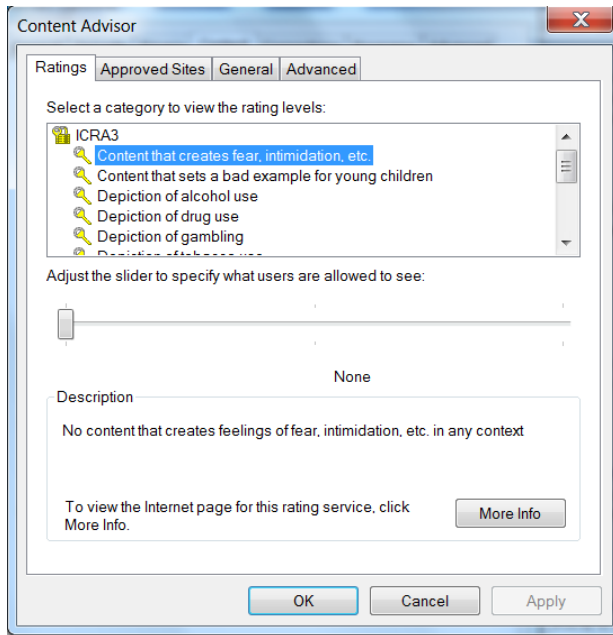 Content Advisor
Ratings Approved Sites General Advanced
Select a category to view the rating levels:
ICRA3
Content that creates fear, intimidation, etc.
Content that sets a bad example for young children
Depiction of alcohol use
Depiction of drug use
Depiction of gambling
Depiction of tobacco use
Adjust the slider to specify what users are allowed to see:
None
Description
No content that creates feelings of fear, intimidation, etc. in any context
To view the Internet page for this rating service, click
More Info.
More Info
OK Cancel Apply